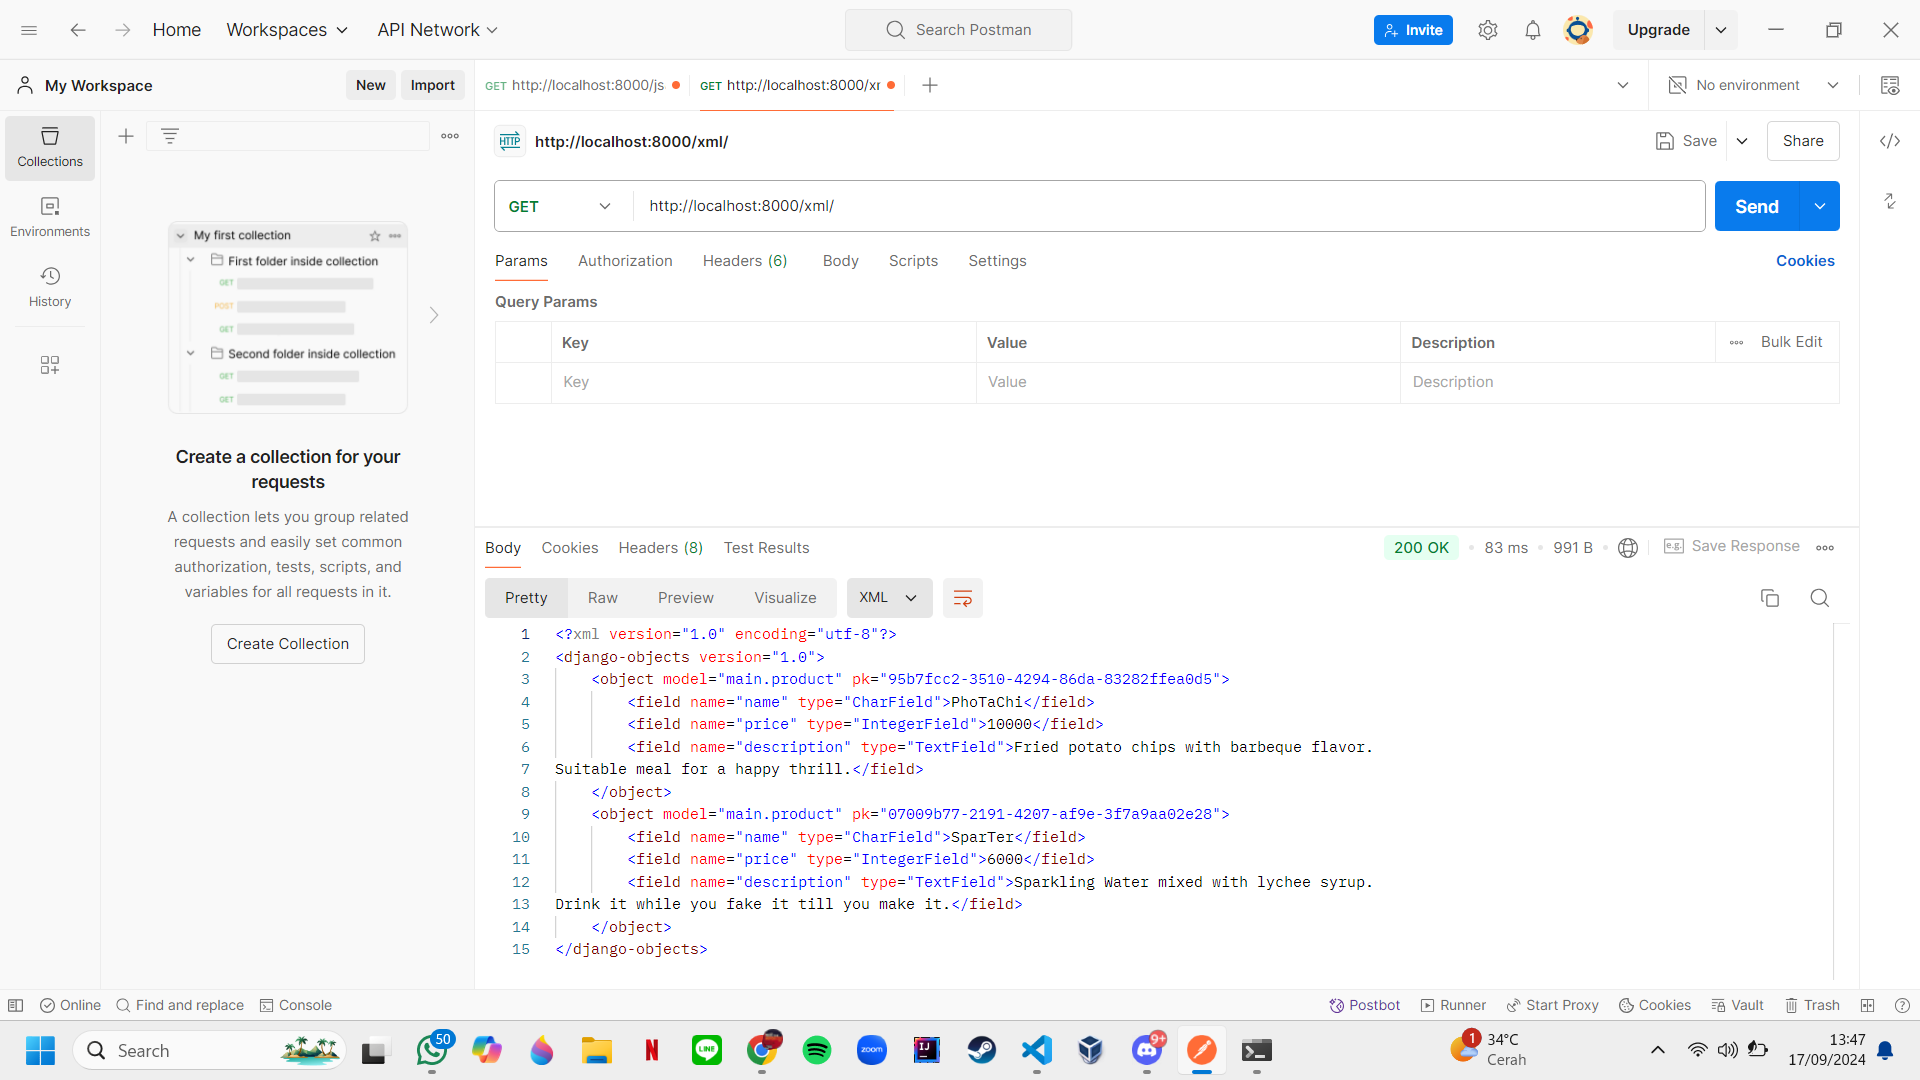 Home
Workspaces
API Network
Search Postman
Invite
Upgrade
My Workspace
New
Import
GET http://localhost:8000/js
GET http://localhost:8000/xr
No environment
Collections
Environments
History
My first collection
First folder inside collection
GET
POST
GET
Second folder inside collection
GET
GET
Create a collection for your
requests
A collection lets you group related
requests and easily set common
authorization, tests, scripts, and
variables for all requests in it.
Create Collection
HTTP http://localhost:8000/xml/
Save
Share
GET http://localhost:8000/xml/
Send
Params Authorization Headers (6) Body Scripts Settings
Cookies
Query Params
Key Value Description Bulk Edit
Key Value Description
Body Cookies Headers (8) Test Results
200 OK 83 ms 991 B e.g. Save Response
Pretty Raw Preview Visualize XML
1 <?xml version="1.0" encoding="utf-8"?>
2 <django-objects version="1.0">
3 <object model="main.product" pk="95b7fcc2-3510-4294-86da-83282ffea0d5">
4 <field name="name" type="CharField">PhoTaChi</field>
5 <field name="price" type="IntegerField">10000</field>
6 <field name="description" type="TextField">Fried potato chips with barbeque flavor.
7 Suitable meal for a happy thrill.</field>
8 </object>
9 <object model="main.product" pk="07009b77-2191-4207-af9e-3f7a9aa02e28">
10 <field name="name" type="CharField">SparTer</field>
11 <field name="price" type="IntegerField">6000</field>
12 <field name="description" type="TextField">Sparkling Water mixed with lychee syrup.
13 Drink it while you fake it till you make it.</field>
14 </object>
15 </django-objects>
Online Find and replace Console
Postbot Runner Start Proxy Cookies Vault Trash
Search
50
N
LINE
zoom
IJ
9+
1
34°C
Cerah
13:47
17/09/2024